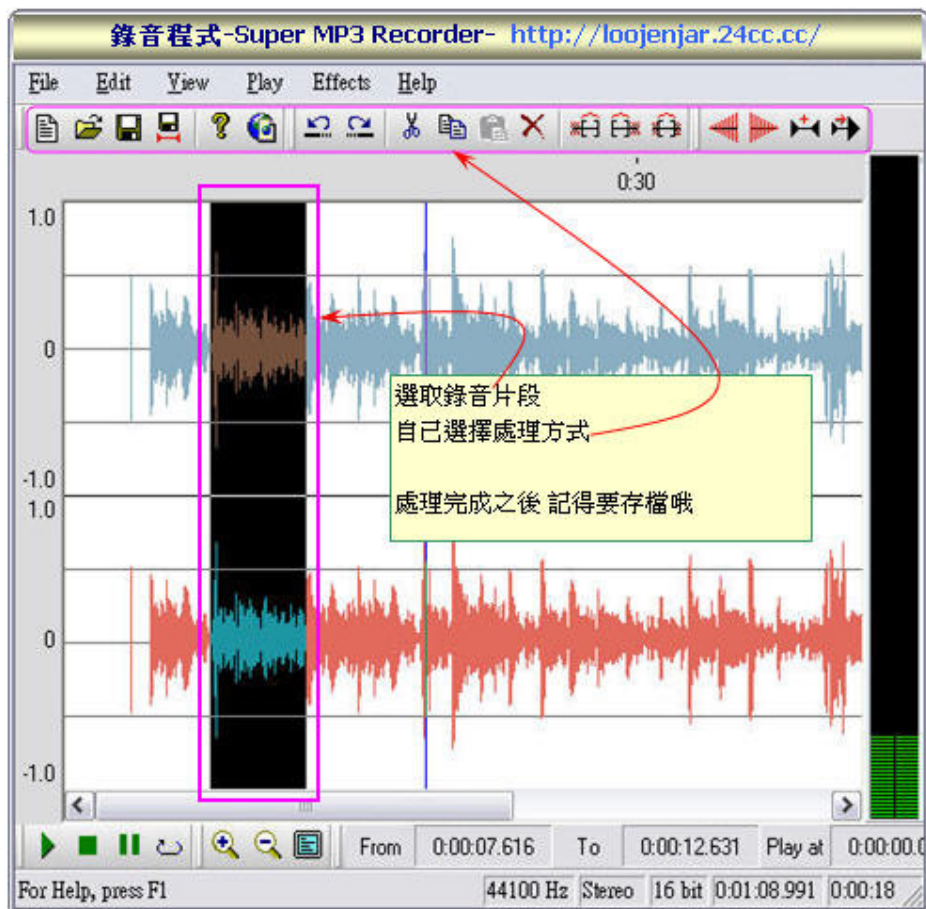 錄音程式-Super MP3 Recorder- http://loojenjar.24cc.cc/
File Edit View Play Effects Help
0:30
1.0
0
-1.0
1.0
0
-1.0
選取錄音片段
自己選擇處理方式
處理完成之後 記得要存檔哦
From 0:00:07.616 To 0:00:12.631 Play at 0:00:00.0
For Help, press F1 44100 Hz Stereo 16 bit 0:01:08.991 0:00:18